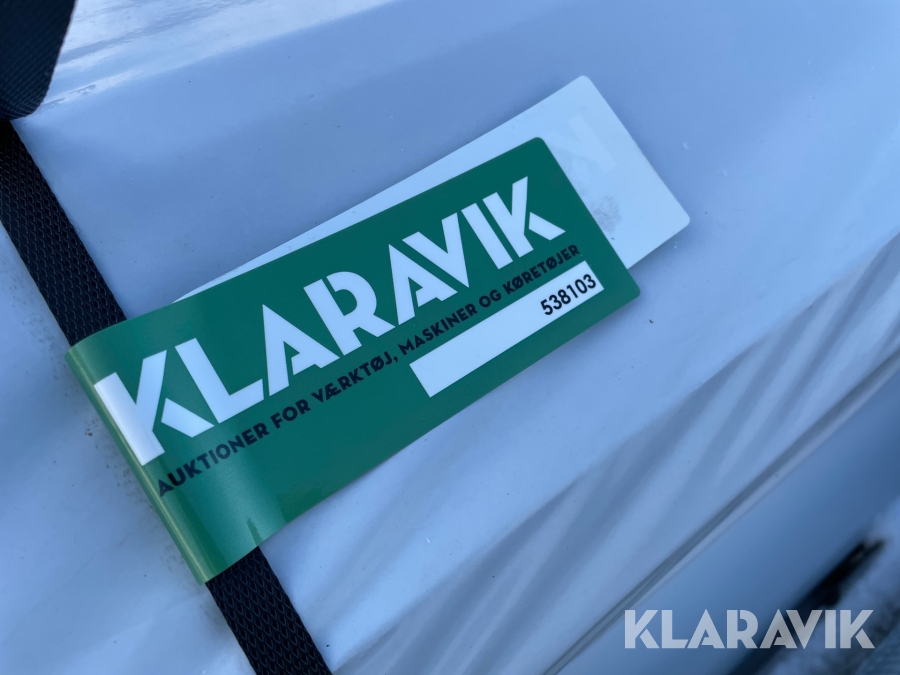 KLARAVIK
AUKTIONER FOR VÆRKTØJ, MASKINER OG KØRETØJER
538103
KLARAVIK